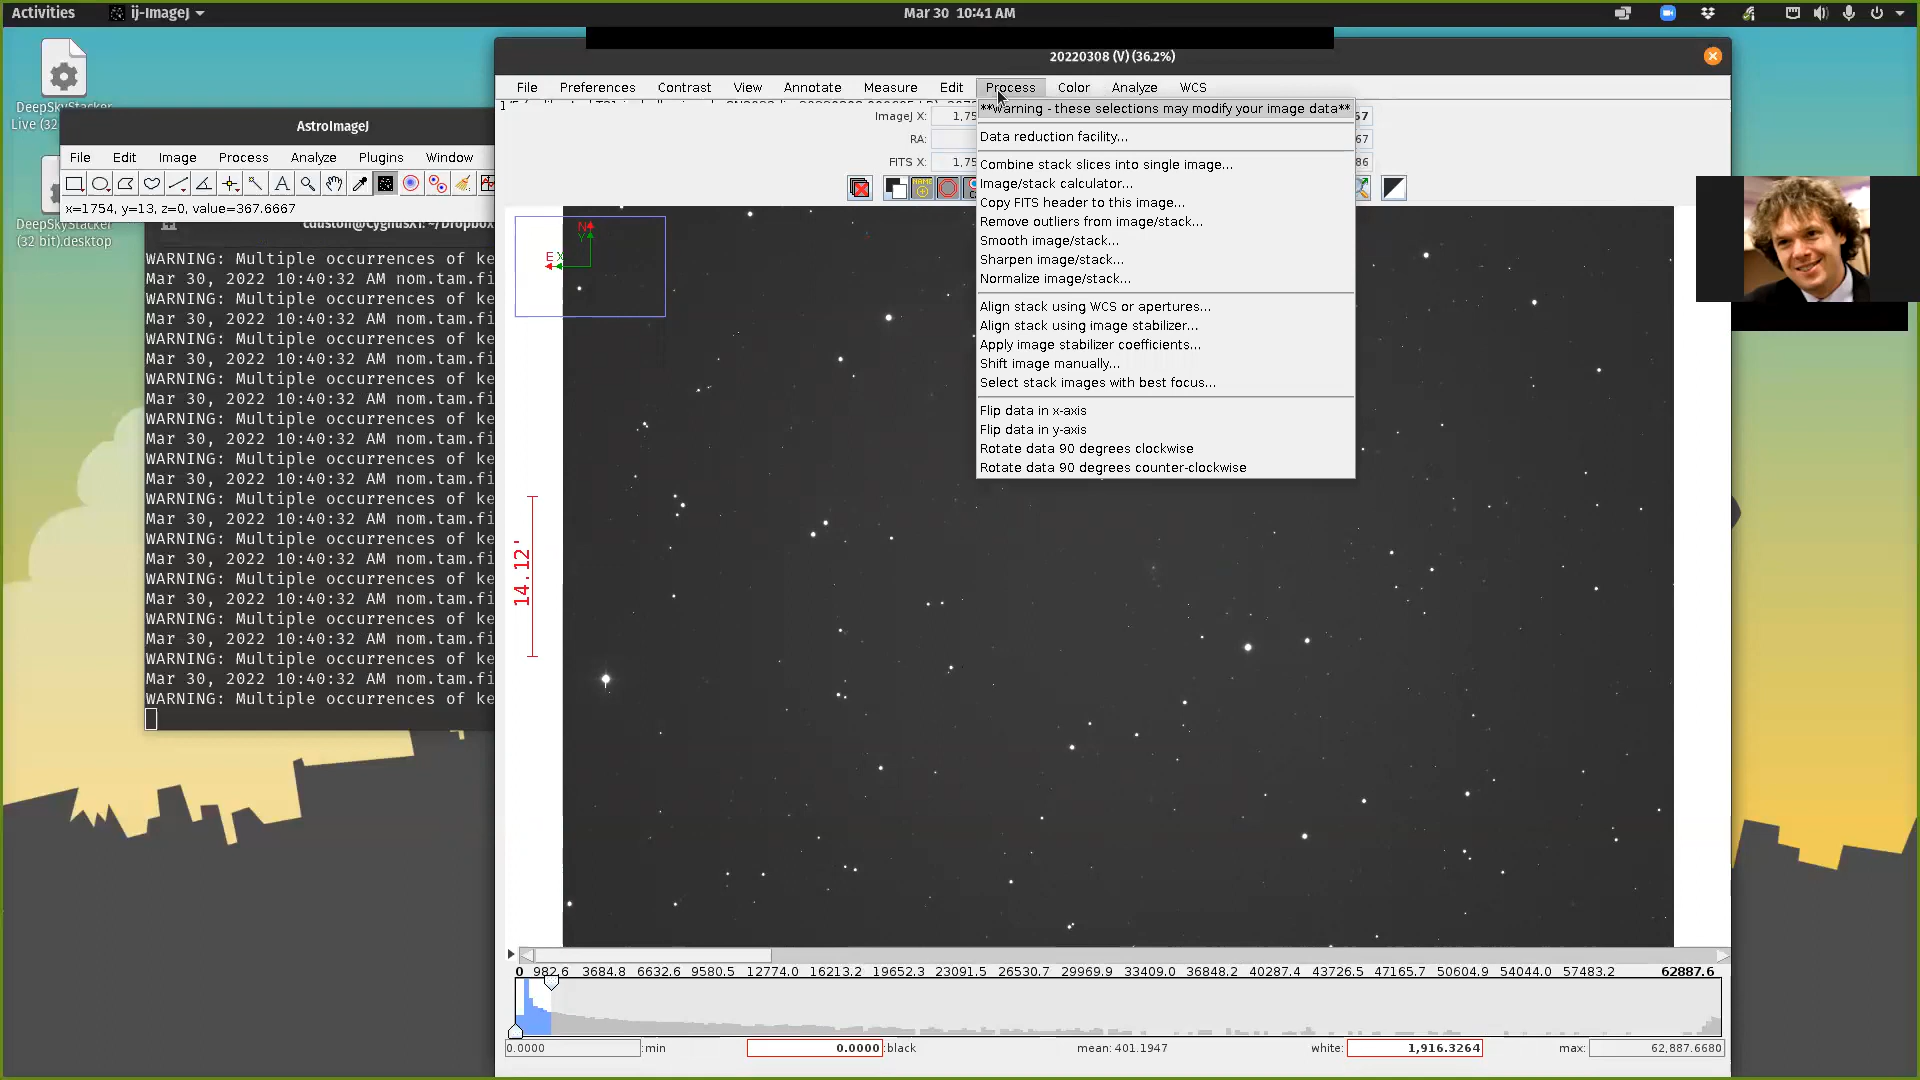 Activities
ij-ImageJ
Mar 30 10:41 AM
DeepSkyStacker
Live (32
DeepSkyStacker
(32 bit).desktop
AstroImageJ
File Edit Image Process Analyze Plugins Window
x=1754, y=13, z=0, value=367.6667
WARNING: Multiple occurrences of ke
Mar 30, 2022 10:40:32 AM nom.tam.fi
WARNING: Multiple occurrences of ke
Mar 30, 2022 10:40:32 AM nom.tam.fi
WARNING: Multiple occurrences of ke
Mar 30, 2022 10:40:32 AM nom.tam.fi
WARNING: Multiple occurrences of ke
Mar 30, 2022 10:40:32 AM nom.tam.fi
WARNING: Multiple occurrences of ke
Mar 30, 2022 10:40:32 AM nom.tam.fi
WARNING: Multiple occurrences of ke
Mar 30, 2022 10:40:32 AM nom.tam.fi
WARNING: Multiple occurrences of ke
Mar 30, 2022 10:40:32 AM nom.tam.fi
WARNING: Multiple occurrences of ke
Mar 30, 2022 10:40:32 AM nom.tam.fi
WARNING: Multiple occurrences of ke
Mar 30, 2022 10:40:32 AM nom.tam.fi
WARNING: Multiple occurrences of ke
Mar 30, 2022 10:40:32 AM nom.tam.fi
WARNING: Multiple occurrences of ke
Mar 30, 2022 10:40:32 AM nom.tam.fi
WARNING: Multiple occurrences of ke
20220308 (V) (36.2%)
File Preferences Contrast View Annotate Measure Edit Process Color Analyze WCS
ImageJ X: 1,75
RA:
FITS X: 1,75
57
67
86
**Warning - these selections may modify your image data**
Data reduction facility...
Combine stack slices into single image...
Image/stack calculator...
Copy FITS header to this image...
Remove outliers from image/stack...
Smooth image/stack...
Sharpen image/stack...
Normalize image/stack...
Align stack using WCS or apertures...
Align stack using image stabilizer...
Apply image stabilizer coefficients...
Shift image manually...
Select stack images with best focus...
Flip data in x-axis
Flip data in y-axis
Rotate data 90 degrees clockwise
Rotate data 90 degrees counter-clockwise
N
Y
E X
14.12'
0 982.6 3684.8 6632.6 9580.5 12774.0 16213.2 19652.3 23091.5 26530.7 29969.9 33409.0 36848.2 40287.4 43726.5 47165.7 50604.9 54044.0 57483.2 62887.6
0.0000 :min 0.0000 :black mean: 401.1947 white: 1,916.3264 max: 62,887.6680